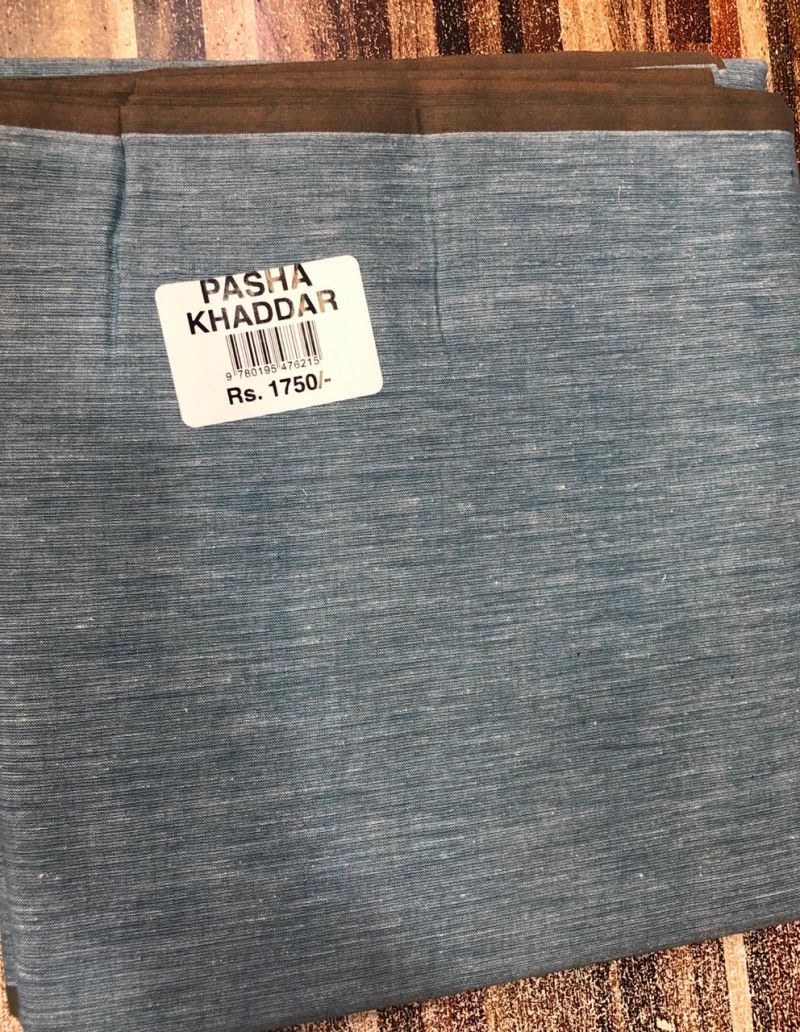 PASHA
KHADDAR
9 780195 476215
Rs. 1750/-